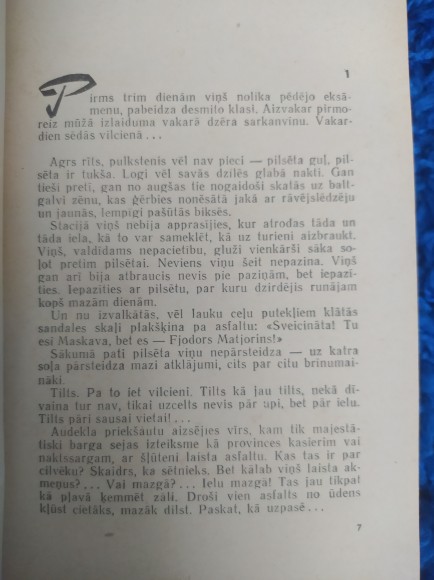 1
Pirms trim dienām viņš nolika pēdējo eksā-
menu, pabeidza desmito klasi. Aizvakar pirmo-
reiz mūžā izlaiduma vakarā dzēra sarkanvīnu. Vakar-
dien sēdās vilcienā ...
Agrs rīts, pulkstenis vēl nav pieci — pilsēta guļ, pil-
sēta ir tukša. Logi vēl savās dzīlēs glabā nakti. Gan
tieši pretī, gan no augšas tie nogaidoši skatās uz balt-
galvi zēnu, kas ģērbies nonēsātā jakā ar rāvējslēdzēju
un jaunās, lempīgi pašūtās biksēs.
Stacijā viņš nebija apprasījies, kur atrodas tāda un
tāda iela, kā to var sameklēt, kā uz turieni aizbraukt.
Viņš, valdīdams nepacietību, gluži vienkārši sāka so-
ļot pretim pilsētai. Neviens viņu šeit nepazina. Viņš
gan arī bija atbraucis nevis pie paziņām, bet iepazī-
ties. Iepazīties ar pilsētu, par kuru dzirdējis runājam
kopš mazām dienām.
Un nu izvalkātās, vēl lauku ceļu putekļiem klātās
sandales skaļi plakšķina pa asfaltu: «Sveicināta! Tu
esi Maskava, bet es — Fjodors Matjorins!»
Sākumā pati pilsēta viņu nepārsteidza — uz katra
soļa pārsteidza mazi atklājumi, cits par citu brīnumai-
nāki.
Tilts. Pa to iet vilcieni. Tilts kā jau tilts, nekā dī-
vaina tur nav, tikai uzcelts nevis pār upi, bet pār ielu.
Tilts pāri sausai vietai! ...
Audekla priekšautu aizsējies vīrs, kam tik majestā-
tiski barga sejas izteiksme kā provinces kasierim vai
naktssargam, ar šļūteni laista asfaltu. Kas tas ir par
cilvēku? Skaidrs, ka sētnieks. Bet kālab viņš laista ak-
meņus? ... Vai mazgā? ... Ielu mazgā! Tas jau tikpat
kā pļavā ķemmēt zāli. Droši vien asfalts no ūdens
kļūst cietāks, mazāk dilst. Paskat, kā uzpasē ...
7